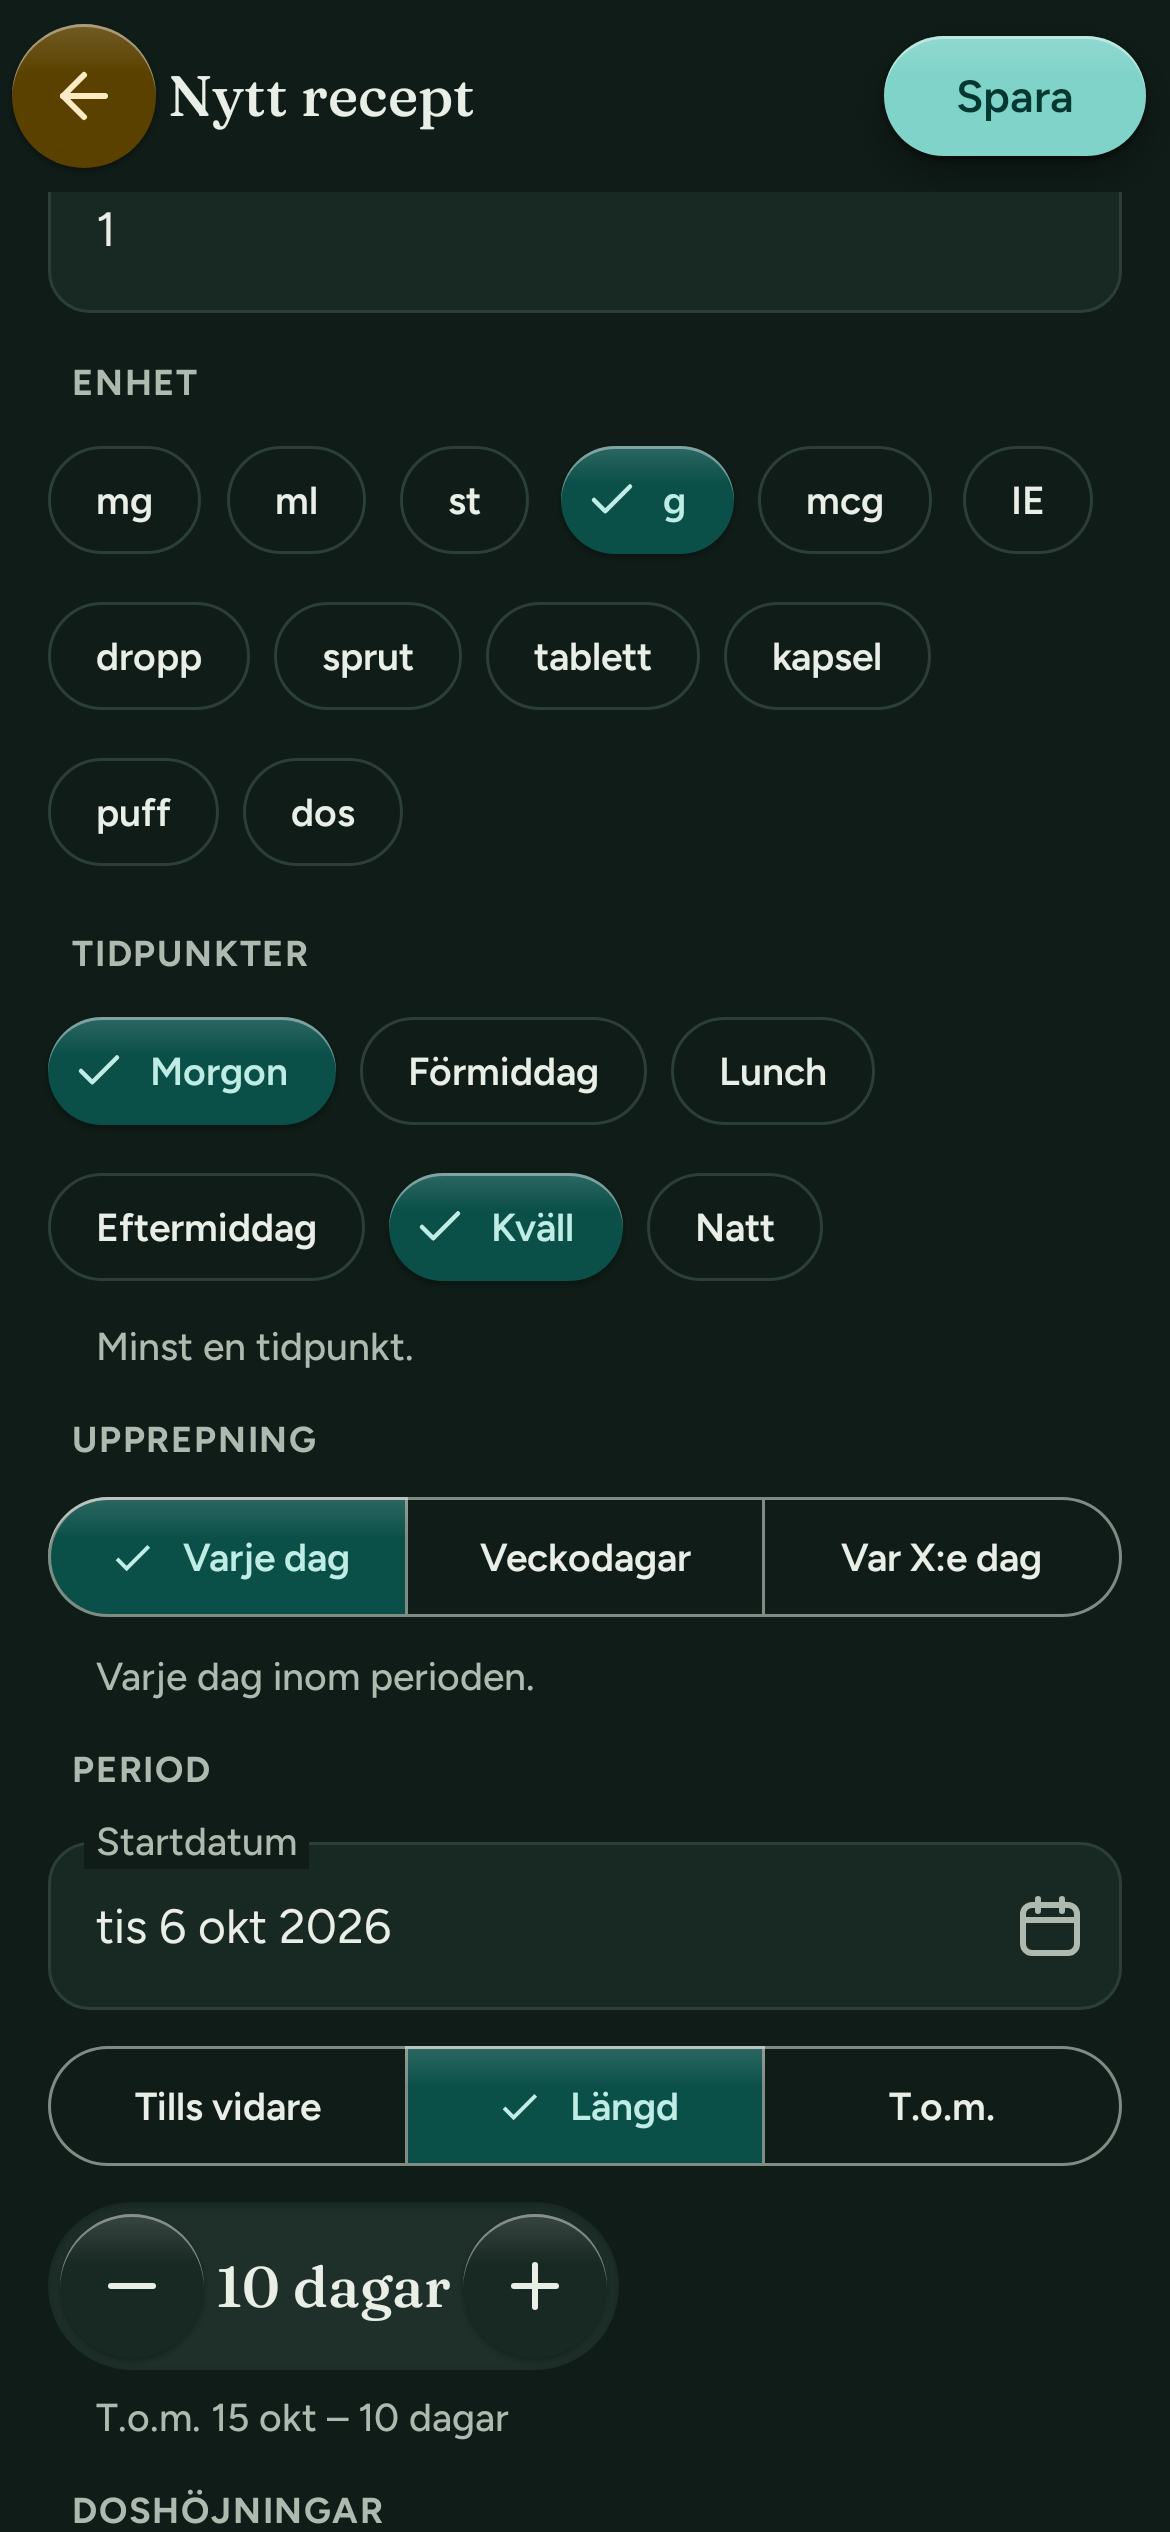 Nytt recept
Spara
1
ENHET
mg ml st g mcg IE
dropp sprut tablett kapsel
puff dos
TIDPUNKTER
Morgon Förmiddag Lunch
Eftermiddag Kväll Natt
Minst en tidpunkt.
UPPREPNING
Varje dag Veckodagar Var X:e dag
Varje dag inom perioden.
PERIOD
Startdatum
tis 6 okt 2026
Tills vidare Längd T.o.m.
10 dagar
T.o.m. 15 okt – 10 dagar
DOSHÖJNINGAR